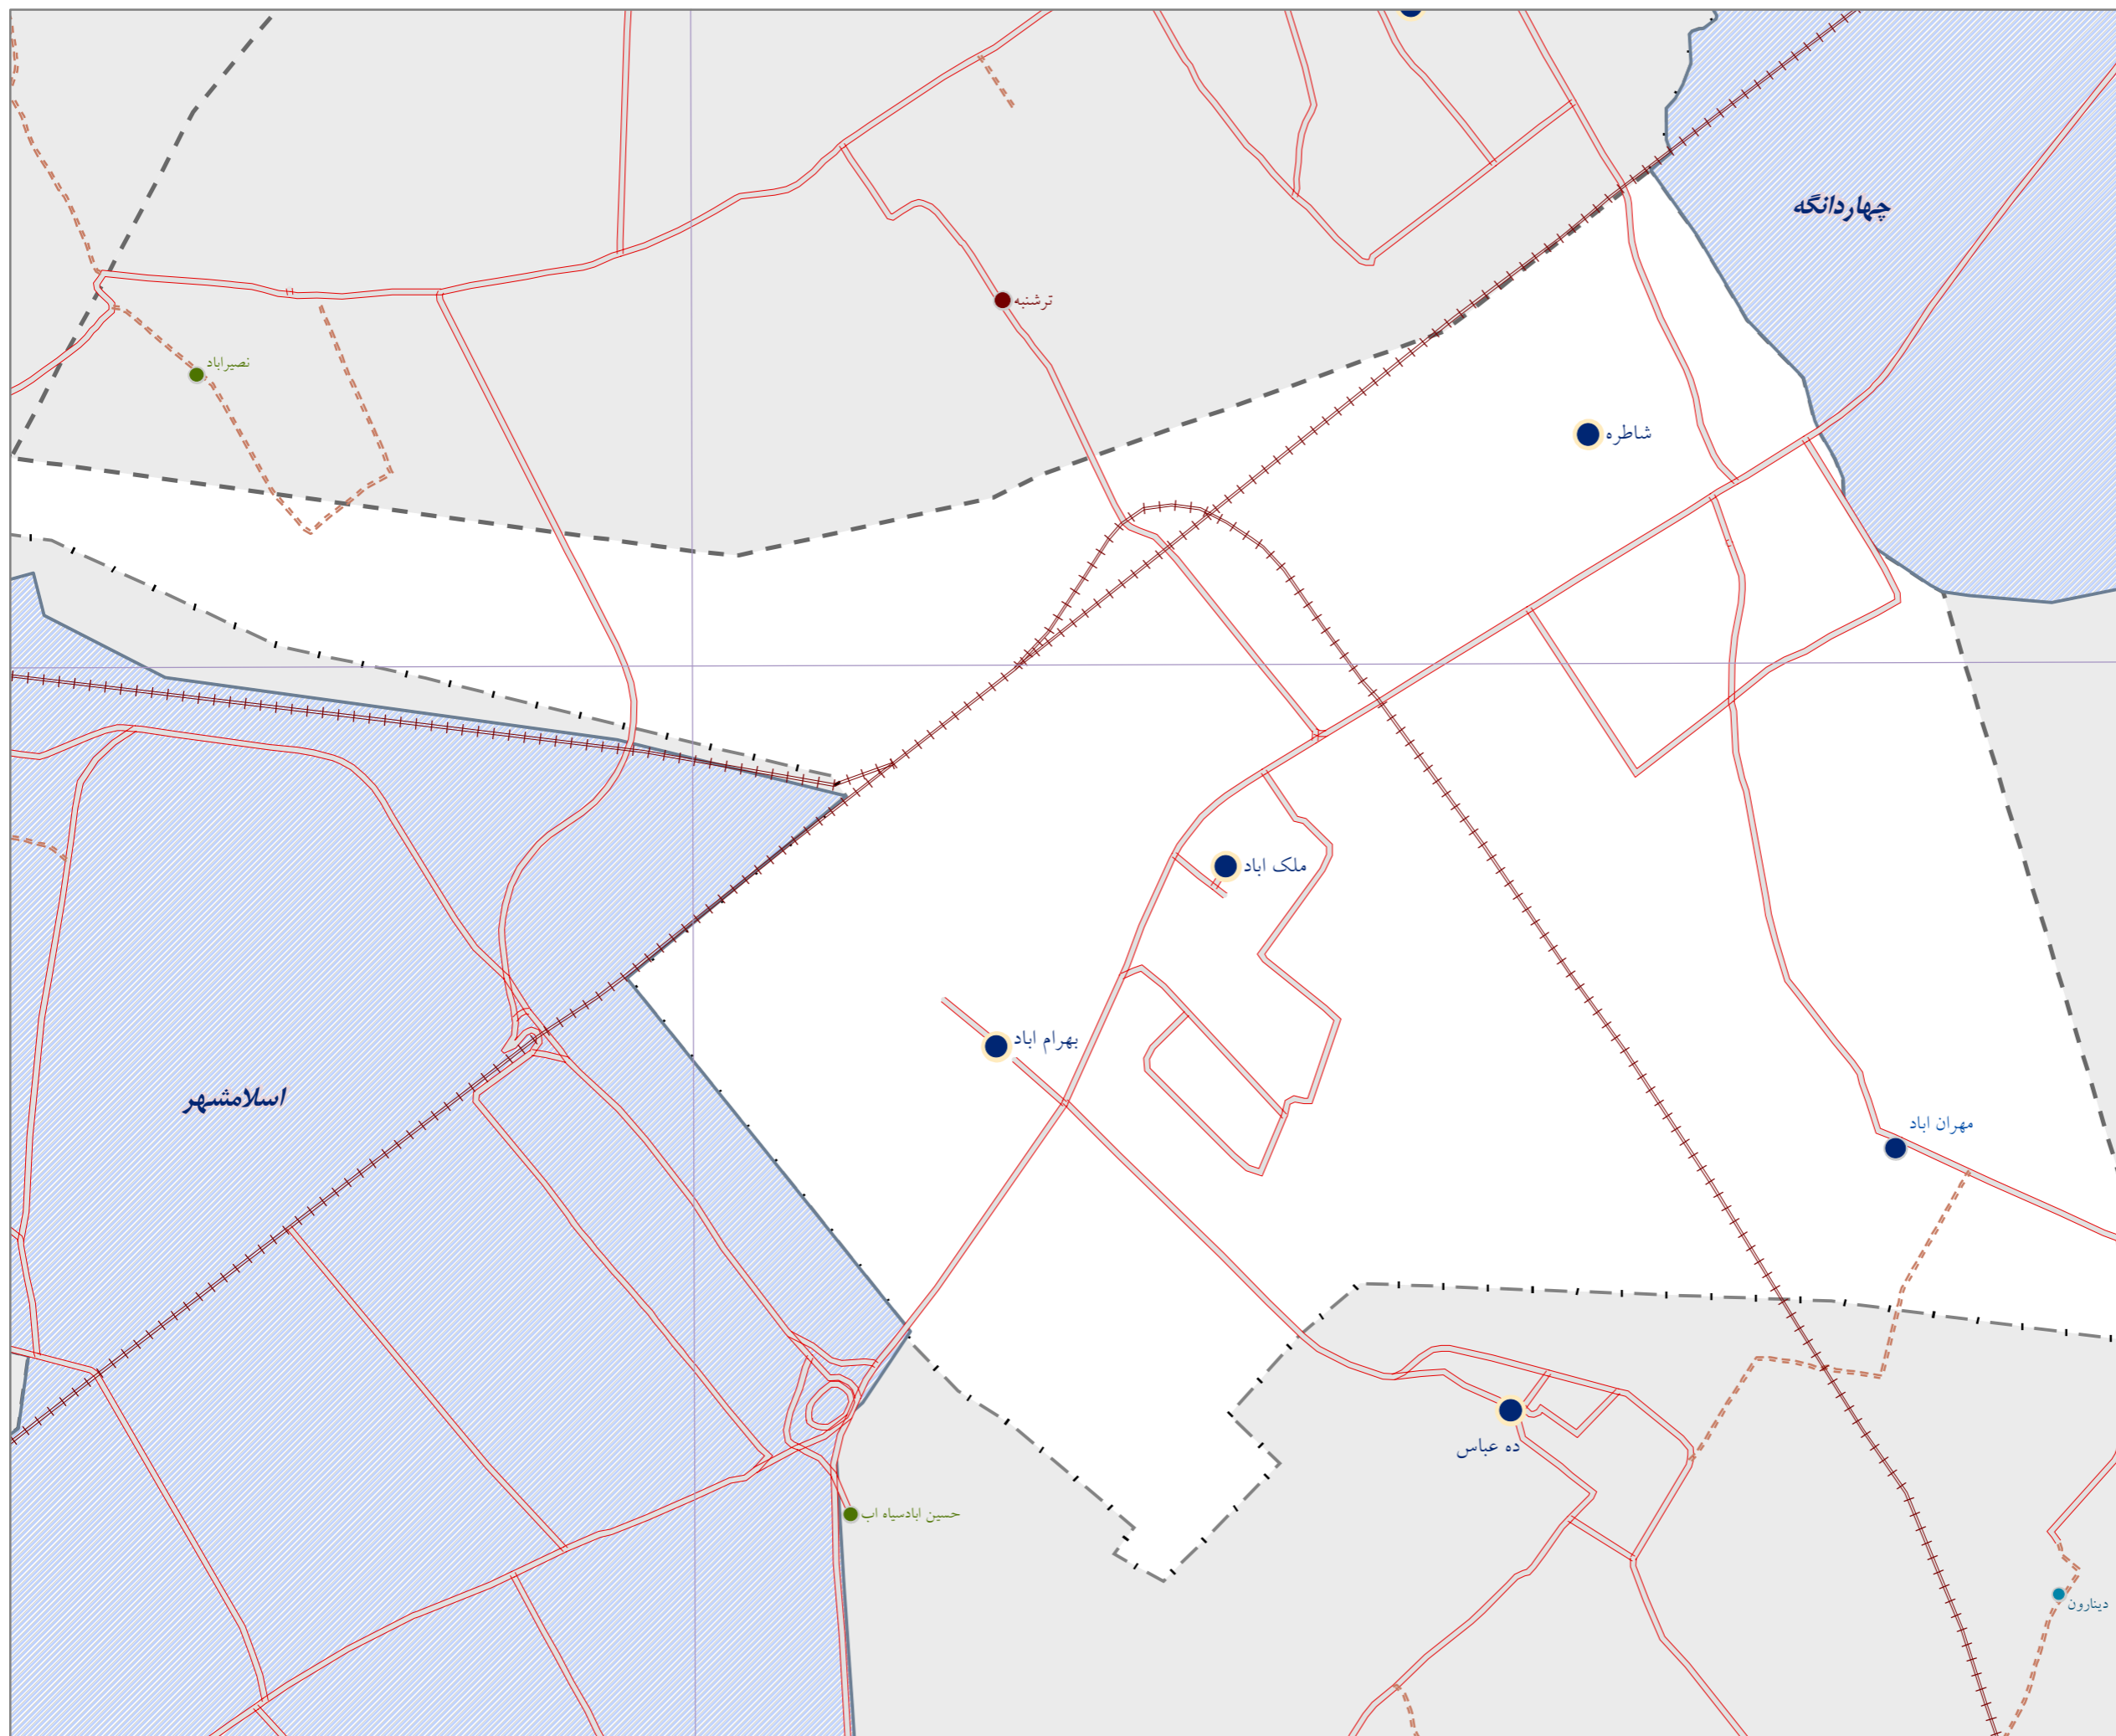 چهاردانگه
ترشنبه
نصیراباد
شاطره
ملک اباد
بهرام اباد
اسلامشهر
مهران اباد
ده عباس
حسین ابادسیاه اب
دینارون